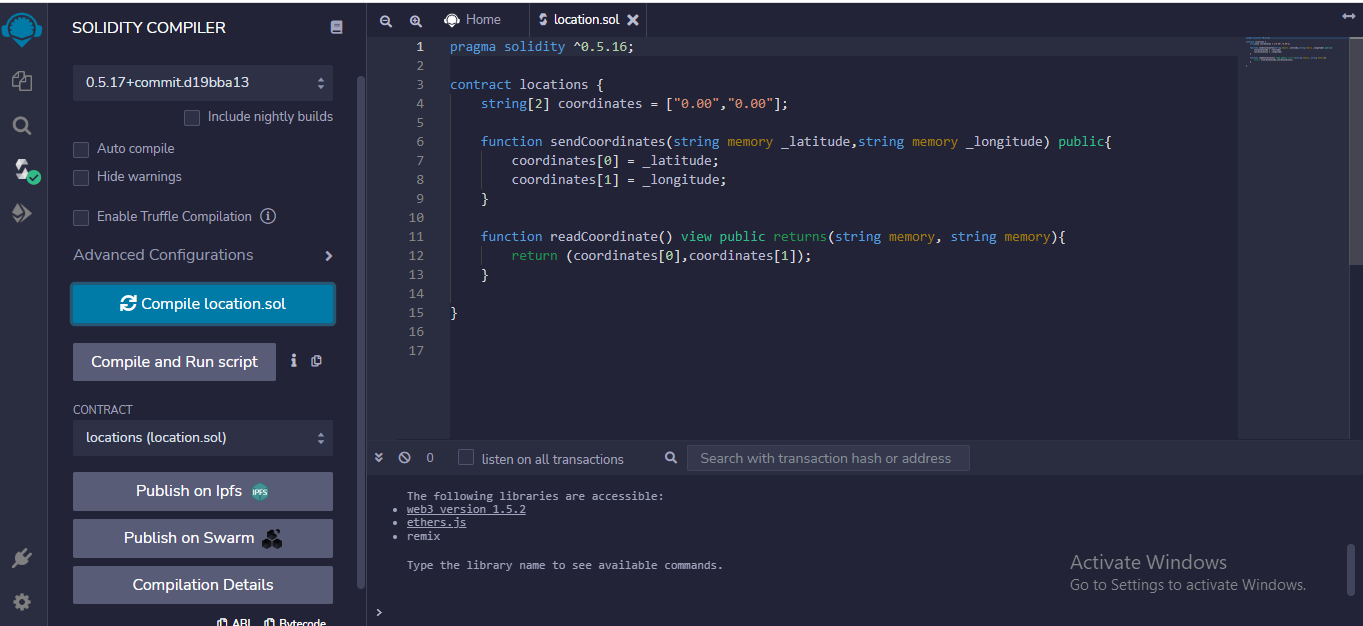 SOLIDITY COMPILER
0.5.17+commit.d19bba13
Include nightly builds
Auto compile
Hide warnings
Enable Truffle Compilation
Advanced Configurations
Compile location.sol
Compile and Run script
CONTRACT
locations (location.sol)
Publish on Ipfs IPFS
Publish on Swarm
Compilation Details
ABI Bytecode
Home location.sol
1 pragma solidity ^0.5.16;
2
3 contract locations {
4 string[2] coordinates = ["0.00","0.00"];
5
6 function sendCoordinates(string memory _latitude,string memory _longitude) public{
7 coordinates[0] = _latitude;
8 coordinates[1] = _longitude;
9 }
10
11 function readCoordinate() view public returns(string memory, string memory){
12 return (coordinates[0],coordinates[1]);
13 }
14
15 }
16
17
0 listen on all transactions Search with transaction hash or address
The following libraries are accessible:
• web3 version 1.5.2
• ethers.js
• remix
Type the library name to see available commands.
>
Activate Windows
Go to Settings to activate Windows.